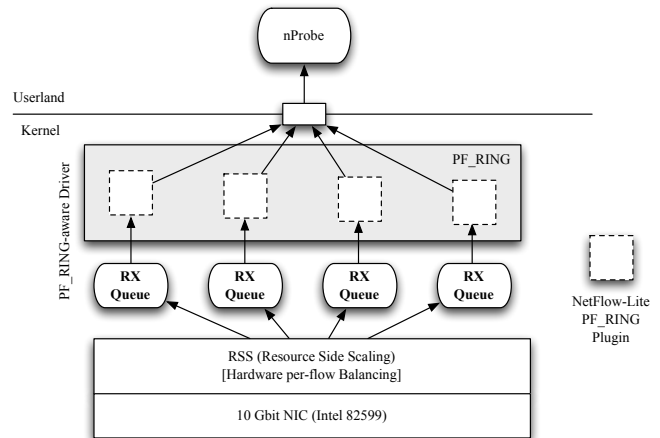 nProbe
Userland
Kernel
PF_RING
PF_RING-aware Driver
RX
Queue
RX
Queue
RX
Queue
RX
Queue
NetFlow-Lite
PF_RING
Plugin
RSS (Resource Side Scaling)
[Hardware per-flow Balancing]
10 Gbit NIC (Intel 82599)